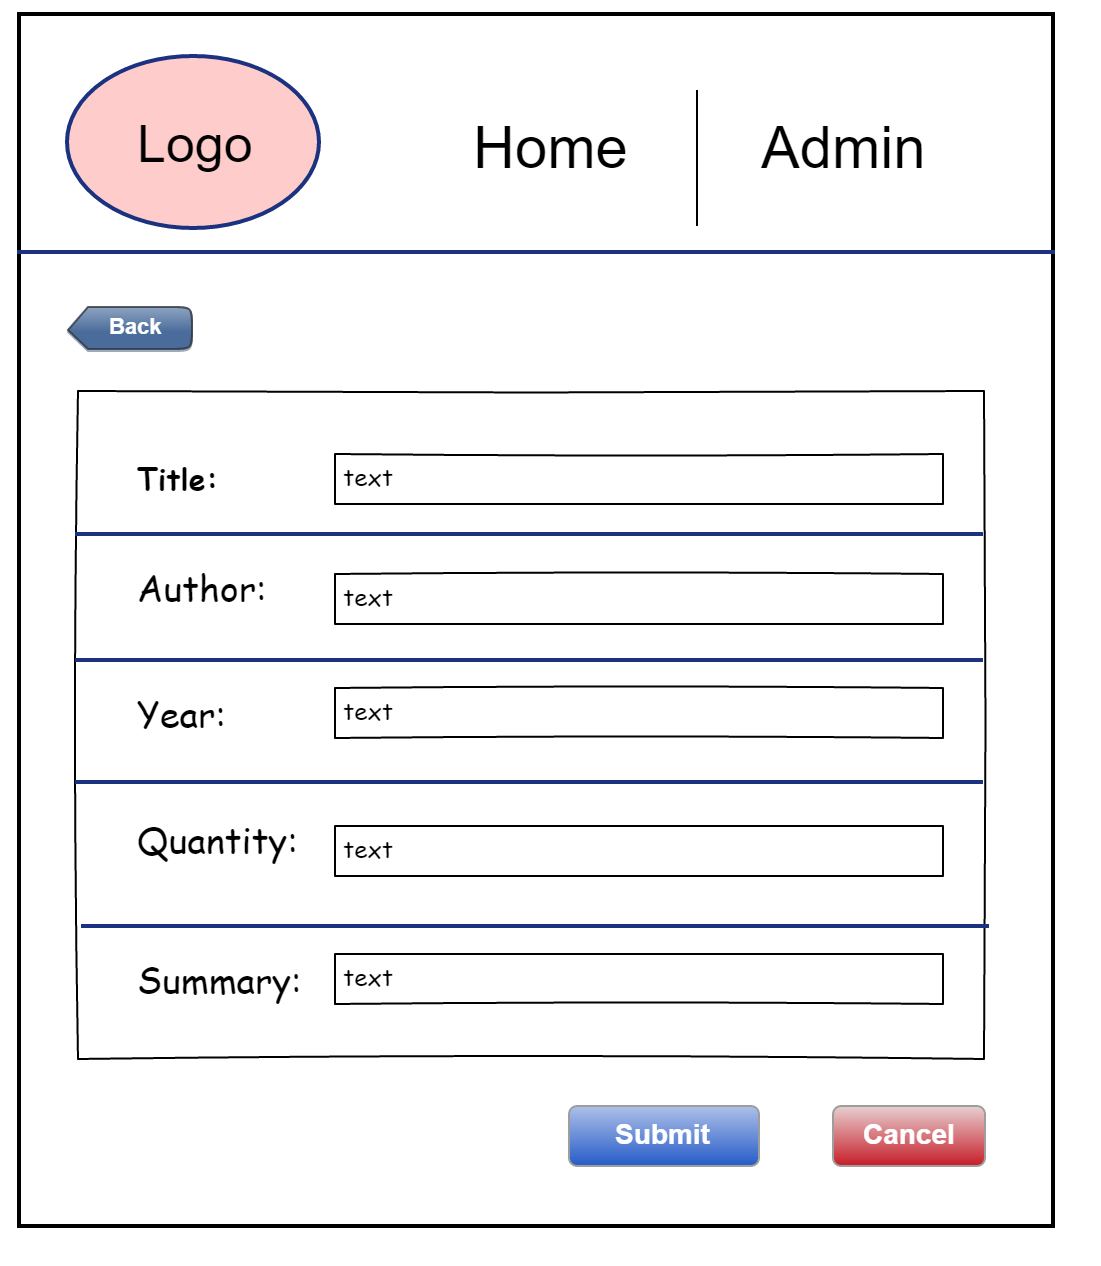 Logo
Home
Admin
Back
Title:
text
Author:
text
Year:
text
Quantity:
text
Summary:
text
Submit
Cancel